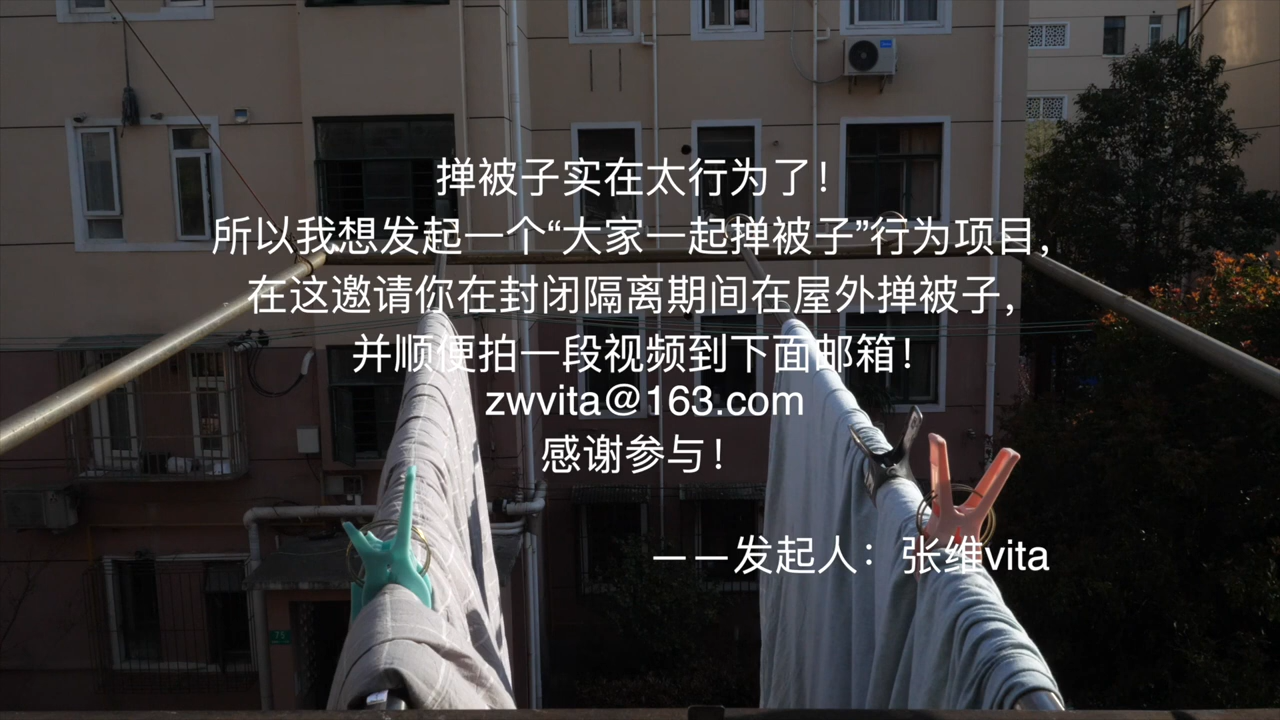 掸被子实在太行为了！
所以我想发起一个“大家一起掸被子”行为项目，
在这邀请你在封闭隔离期间在屋外掸被子，
并顺便拍一段视频到下面邮箱！
zwvita@163.com
感谢参与！
——发起人：张维vita
75